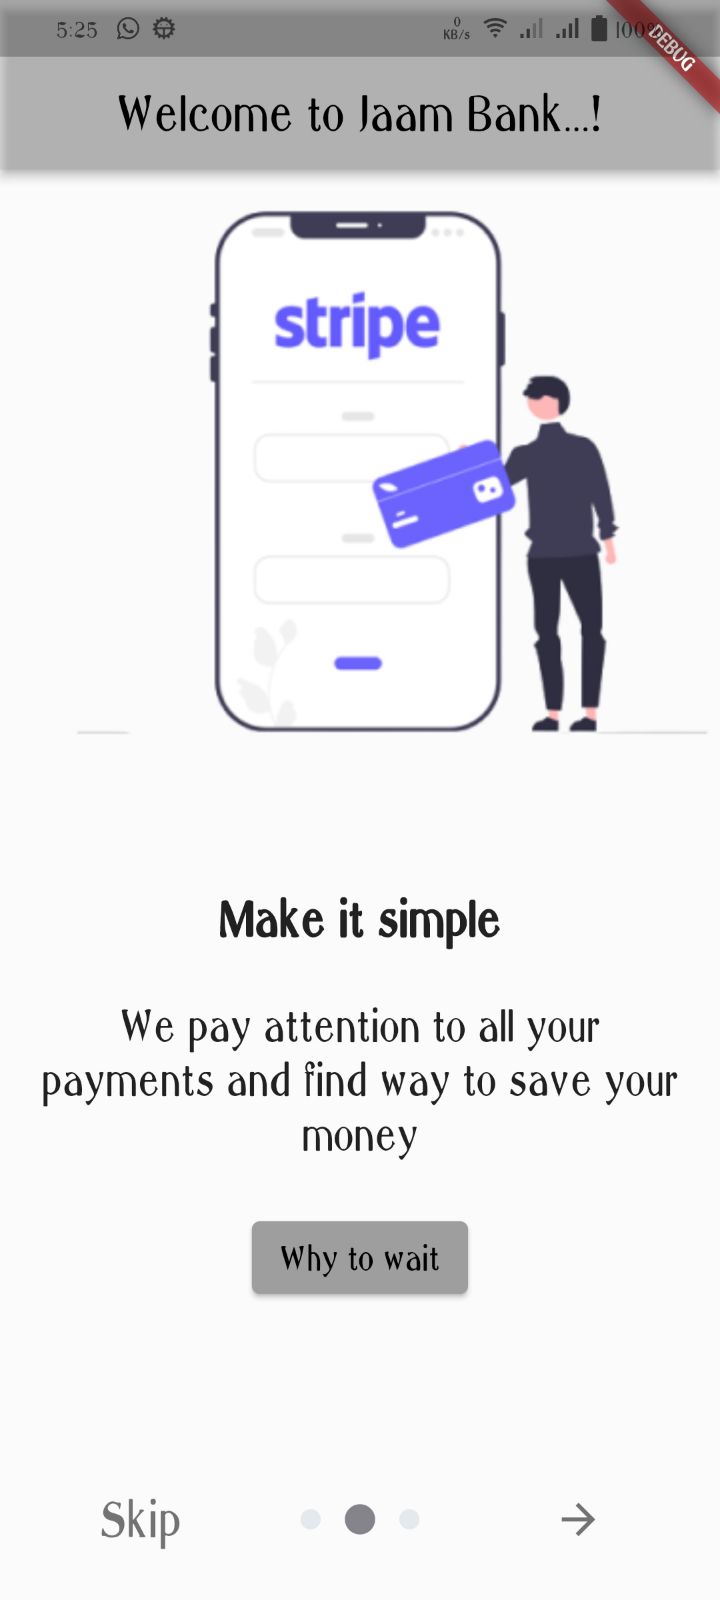 5:25 0 KB/s 100%
DEBUG
Welcome to Jaam Bank...!
stripe
Make it simple
We pay attention to all your
payments and find way to save your
money
Why to wait
Skip